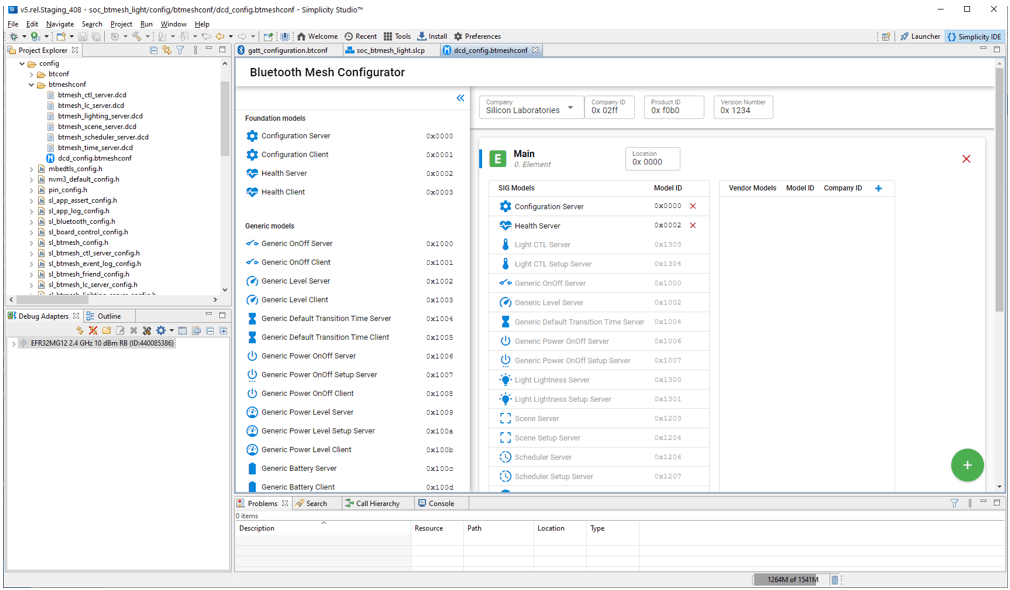 v5.rel.Staging_408 - soc_btmesh_light/config/btmeshconf/dcd_config.btmeshconf - Simplicity Studio™
File Edit Navigate Search Project Run Window Help
Welcome Recent Tools Install Preferences
Launcher Simplicity IDE
Project Explorer
config
btconf
btmeshconf
btmesh_ctl_server.dcd
btmesh_lc_server.dcd
btmesh_lighting_server.dcd
btmesh_scene_server.dcd
btmesh_scheduler_server.dcd
btmesh_time_server.dcd
dcd_config.btmeshconf
mbedtls_config.h
nvm3_default_config.h
pin_config.h
sl_app_assert_config.h
sl_app_log_config.h
sl_bluetooth_config.h
sl_board_control_config.h
sl_btmesh_config.h
sl_btmesh_ctl_server_config.h
sl_btmesh_event_log_config.h
sl_btmesh_friend_config.h
sl_btmesh_lc_server_config.h
Debug Adapters Outline
EFR32MG12 2.4 GHz 10 dBm RB (ID:440085386)
gatt_configuration.btconf soc_btmesh_light.slcp dcd_config.btmeshconf
Bluetooth Mesh Configurator
Foundation models
Configuration Server 0x0000
Configuration Client 0x0001
Health Server 0x0002
Health Client 0x0003
Generic models
Generic OnOff Server 0x1000
Generic OnOff Client 0x1001
Generic Level Server 0x1002
Generic Level Client 0x1003
Generic Default Transition Time Server 0x1004
Generic Default Transition Time Client 0x1005
Generic Power OnOff Server 0x1006
Generic Power OnOff Setup Server 0x1007
Generic Power OnOff Client 0x1008
Generic Power Level Server 0x1009
Generic Power Level Setup Server 0x100a
Generic Power Level Client 0x100b
Generic Battery Server 0x100c
Generic Battery Client 0x100d
Company
Silicon Laboratories
Company ID
0x 02ff
Product ID
0x f0b0
Version Number
0x 1234
E
Main
0. Element
Location
0x 0000
SIG Models Model ID
Configuration Server 0x0000
Health Server 0x0002
Light CTL Server 0x1303
Light CTL Setup Server 0x1304
Generic OnOff Server 0x1000
Generic Level Server 0x1002
Generic Default Transition Time Server 0x1004
Generic Power OnOff Server 0x1006
Generic Power OnOff Setup Server 0x1007
Light Lightness Server 0x1300
Light Lightness Setup Server 0x1301
Scene Server 0x1203
Scene Setup Server 0x1204
Scheduler Server 0x1206
Scheduler Setup Server 0x1207
Vendor Models Model ID Company ID
Problems Search Call Hierarchy Console
0 items
Description Resource Path Location Type
1264M of 1541M